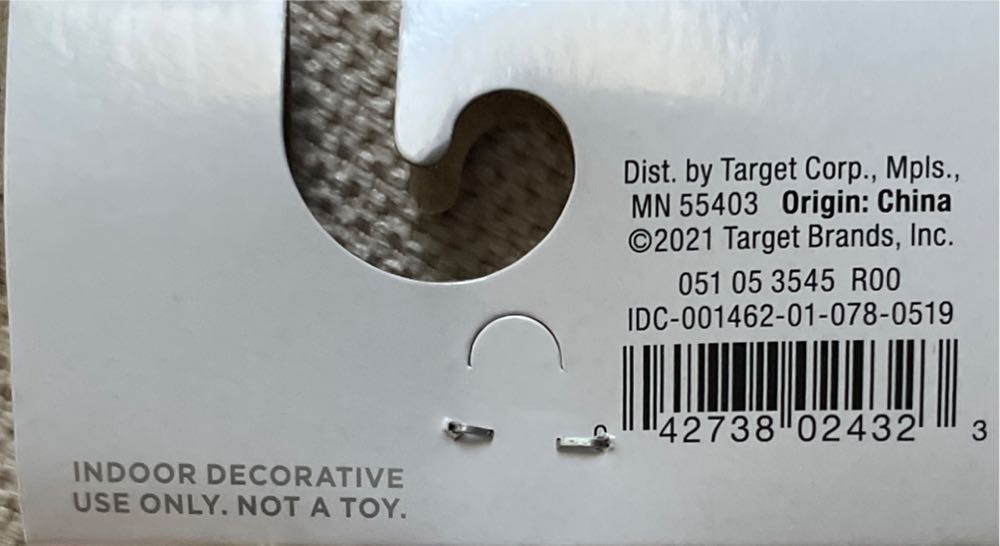 Dist. by Target Corp., Mpls.,
MN 55403 Origin: China
©2021 Target Brands, Inc.
051 05 3545 R00
IDC-001462-01-078-0519
0 42738 02432 3
INDOOR DECORATIVE
USE ONLY. NOT A TOY.